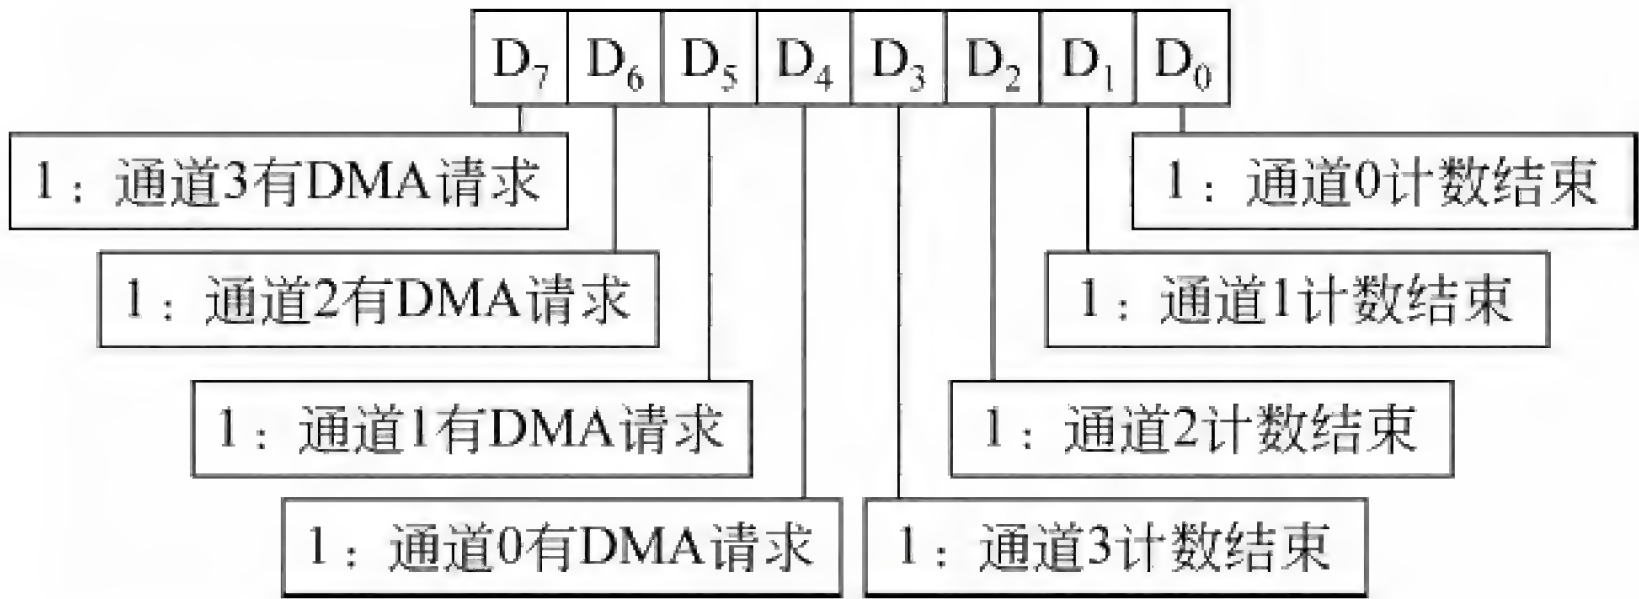 D₇ D₆ D₅ D₄ D₃ D₂ D₁ D₀
1：通道3有DMA请求
1：通道0计数结束
1：通道2有DMA请求
1：通道1计数结束
1：通道1有DMA请求
1：通道2计数结束
1：通道0有DMA请求
1：通道3计数结束